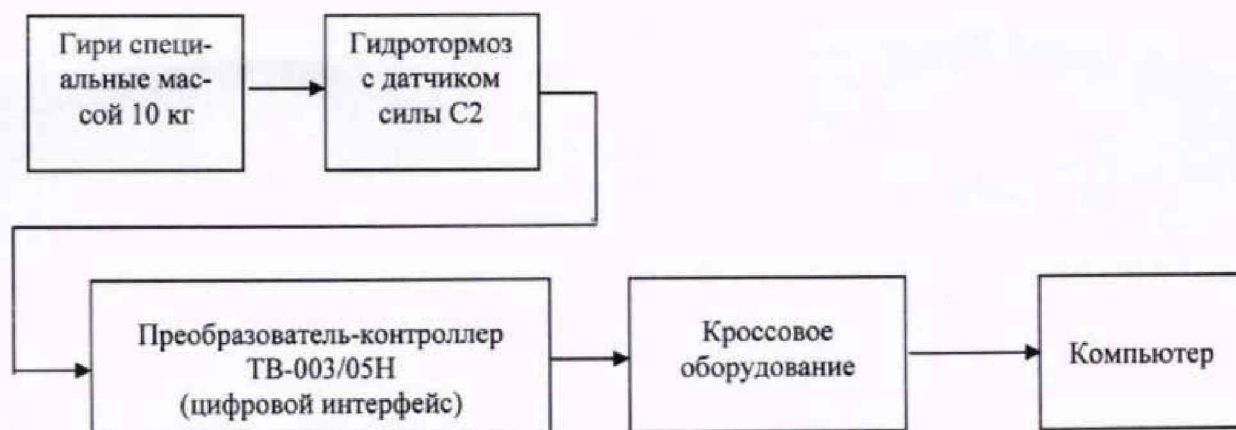 Гири специ-
альные мас-
сой 10 кг
Гидротормоз
с датчиком
силы С2
Преобразователь-контроллер
ТВ-003/05Н
(цифровой интерфейс)
Кроссовое
оборудование
Компьютер